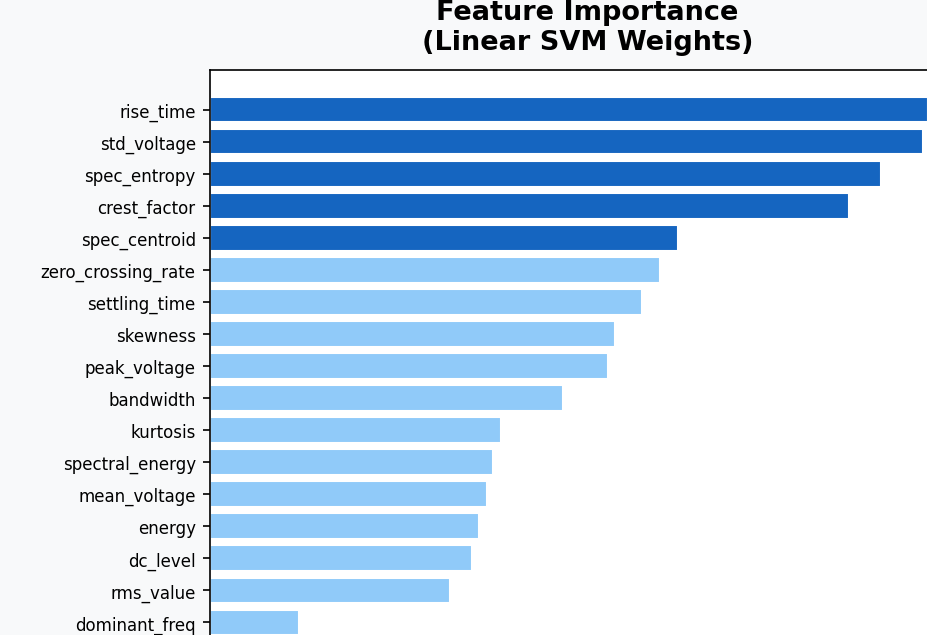 Feature Importance
(Linear SVM Weights)
rise_time
std_voltage
spec_entropy
crest_factor
spec_centroid
zero_crossing_rate
settling_time
skewness
peak_voltage
bandwidth
kurtosis
spectral_energy
mean_voltage
energy
dc_level
rms_value
dominant_freq